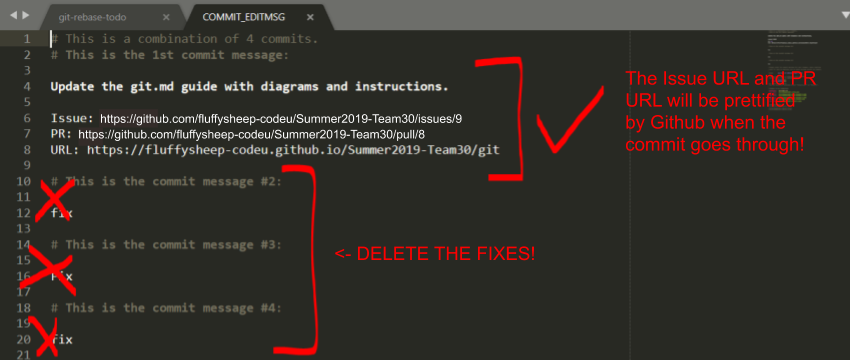 git-rebase-todo × COMMIT_EDITMSG ×
1 # This is a combination of 4 commits.
2 # This is the 1st commit message:
3
4 Update the git.md guide with diagrams and instructions.
5
6 Issue: https://github.com/fluffysheep-codeu/Summer2019-Team30/issues/9
7 PR: https://github.com/fluffysheep-codeu/Summer2019-Team30/pull/8
8 URL: https://fluffysheep-codeu.github.io/Summer2019-Team30/git
9
The Issue URL and PR
URL will be prettified
by Github when the
commit goes through!
10 # This is the commit message #2:
11
12 fix
13
14 # This is the commit message #3:
15
16 Fix
17
18 # This is the commit message #4:
19
20 fix
21
<- DELETE THE FIXES!